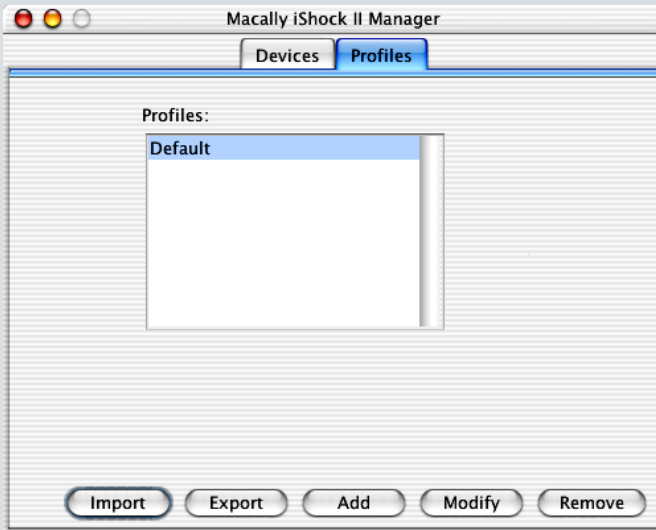 Macally iShock II Manager
Devices Profiles
Profiles:
Default
Import Export Add Modify Remove